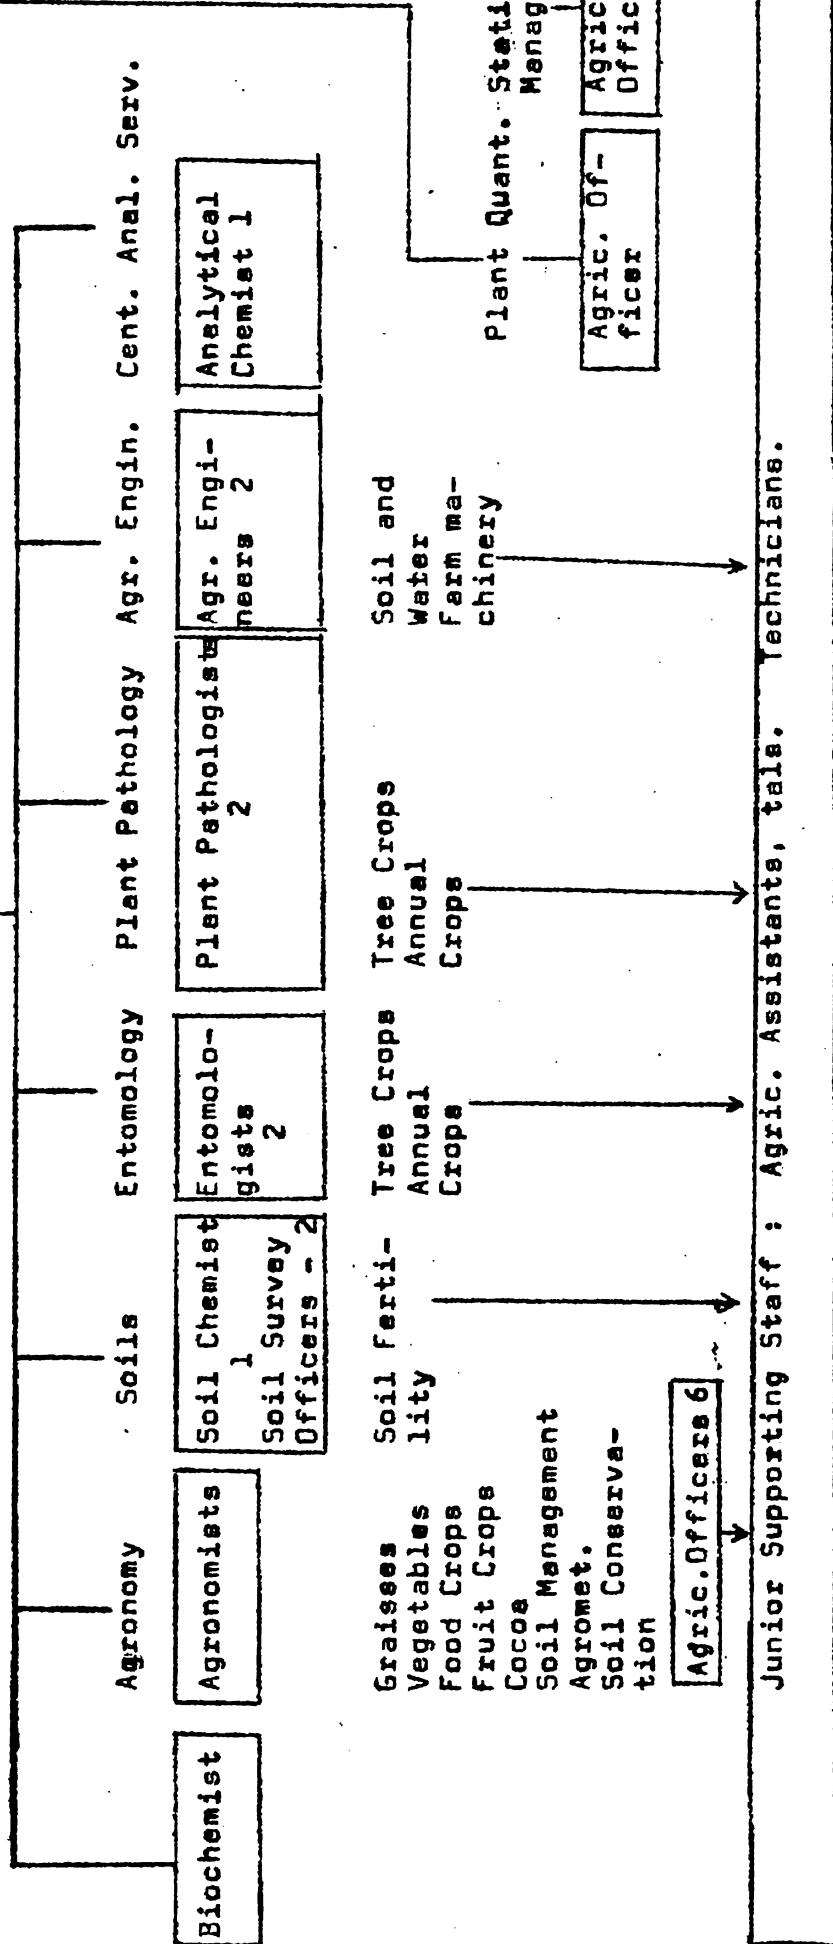 Agronomy
Soils
Entomology
Plant Pathology
Agr. Engin.
Cent. Anal. Serv.
Biochemist
Agronomists
Soil Chemist
1
Soil Survey
Officers - 2
Entomolo-
gists
2
Plant Pathologists
2
Agr. Engi-
neers 2
Analytical
Chemist 1
Graisses
Vegetables
Food Crops
Fruit Crops
Cocoa
Soil Management
Agromet.
Soil Conserva-
tion
Soil Ferti-
lity
Tree Crops
Annual
Crops
Tree Crops
Annual
Crops
Soil and
Water
Farm ma-
chinery
Plant Quant. Stati
Manag
Agric. Of-
ficer
Agric
Offic
Agric.Officers 6
Junior Supporting Staff : Agric. Assistants, tals. Technicians.